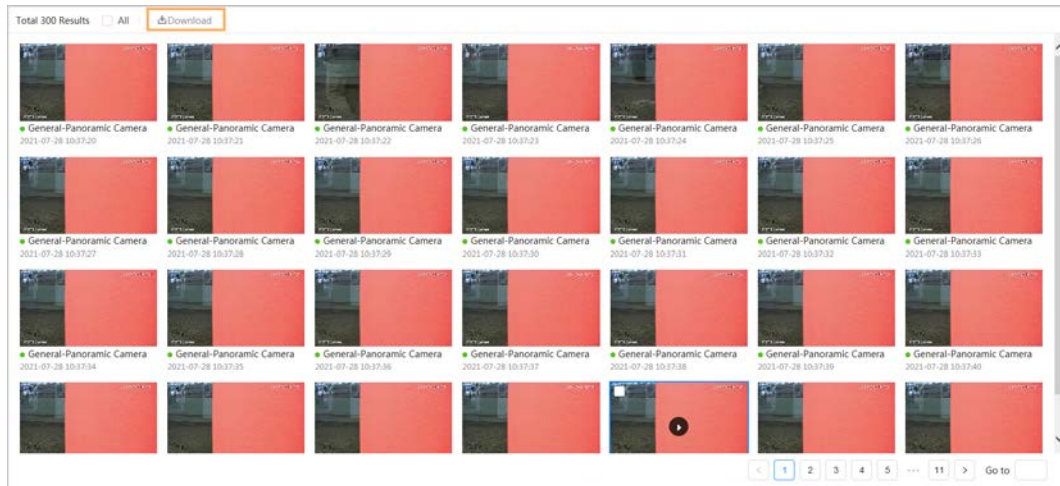 Total 300 Results All Download
General-Panoramic Camera General-Panoramic Camera General-Panoramic Camera General-Panoramic Camera General-Panoramic Camera General-Panoramic Camera General-Panoramic Camera
2021-07-28 10:37:20 2021-07-28 10:37:21 2021-07-28 10:37:22 2021-07-28 10:37:23 2021-07-28 10:37:24 2021-07-28 10:37:25 2021-07-28 10:37:26
General-Panoramic Camera General-Panoramic Camera General-Panoramic Camera General-Panoramic Camera General-Panoramic Camera General-Panoramic Camera General-Panoramic Camera
2021-07-28 10:37:27 2021-07-28 10:37:28 2021-07-28 10:37:29 2021-07-28 10:37:30 2021-07-28 10:37:31 2021-07-28 10:37:32 2021-07-28 10:37:33
General-Panoramic Camera General-Panoramic Camera General-Panoramic Camera General-Panoramic Camera General-Panoramic Camera General-Panoramic Camera General-Panoramic Camera
2021-07-28 10:37:34 2021-07-28 10:37:35 2021-07-28 10:37:36 2021-07-28 10:37:37 2021-07-28 10:37:38 2021-07-28 10:37:39 2021-07-28 10:37:40
< 1 2 3 4 5 ··· 11 > Go to